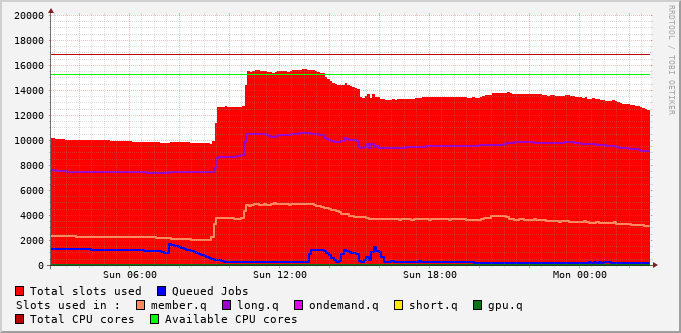 20000
18000
16000
14000
12000
10000
8000
6000
4000
2000
0
Sun 06:00 Sun 12:00 Sun 18:00 Mon 00:00
Total slots used Queued Jobs
Slots used in : member.q long.q ondemand.q short.q gpu.q
Total CPU cores Available CPU cores
RRDTOOL / TOBI OETIKER